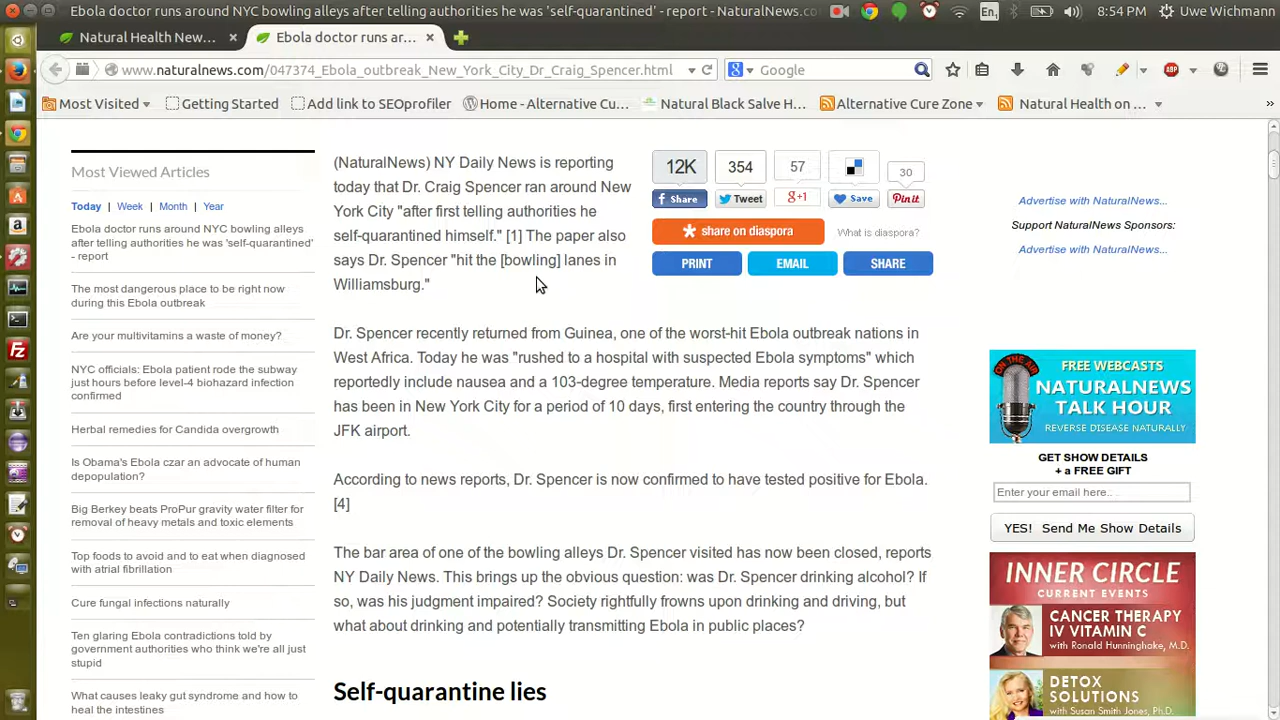 Ebola doctor runs around NYC bowling alleys after telling authorities he was 'self-quarantined' - report - NaturalNews.com
En₁
8:54 PM
Uwe Wichmann
Natural Health New...
Ebola doctor runs ar...
www.naturalnews.com/047374_Ebola_outbreak_New_York_City_Dr_Craig_Spencer.html
Google
Most Visited
Getting Started
Add link to SEOprofiler
Home - Alternative Cu...
Natural Black Salve H...
Alternative Cure Zone
Natural Health on ...
Most Viewed Articles
Today | Week | Month | Year
Ebola doctor runs around NYC bowling alleys
after telling authorities he was 'self-quarantined'
- report
The most dangerous place to be right now
during this Ebola outbreak
Are your multivitamins a waste of money?
NYC officials: Ebola patient rode the subway
just hours before level-4 biohazard infection
confirmed
Herbal remedies for Candida overgrowth
Is Obama's Ebola czar an advocate of human
depopulation?
Big Berkey beats ProPur gravity water filter for
removal of heavy metals and toxic elements
Top foods to avoid and to eat when diagnosed
with atrial fibrillation
Cure fungal infections naturally
Ten glaring Ebola contradictions told by
government authorities who think we're all just
stupid
What causes leaky gut syndrome and how to
heal the intestines
(NaturalNews) NY Daily News is reporting
today that Dr. Craig Spencer ran around New
York City "after first telling authorities he
self-quarantined himself." [1] The paper also
says Dr. Spencer "hit the [bowling] lanes in
Williamsburg."
12K
354
57
30
Share
Tweet
g+1
Save
Pin it
share on diaspora
What is diaspora?
PRINT
EMAIL
SHARE
Dr. Spencer recently returned from Guinea, one of the worst-hit Ebola outbreak nations in
West Africa. Today he was "rushed to a hospital with suspected Ebola symptoms" which
reportedly include nausea and a 103-degree temperature. Media reports say Dr. Spencer
has been in New York City for a period of 10 days, first entering the country through the
JFK airport.
According to news reports, Dr. Spencer is now confirmed to have tested positive for Ebola.
[4]
The bar area of one of the bowling alleys Dr. Spencer visited has now been closed, reports
NY Daily News. This brings up the obvious question: was Dr. Spencer drinking alcohol? If
so, was his judgment impaired? Society rightfully frowns upon drinking and driving, but
what about drinking and potentially transmitting Ebola in public places?
Self-quarantine lies
Advertise with NaturalNews...
Support NaturalNews Sponsors:
Advertise with NaturalNews...
ON THE AIR
FREE WEBCASTS
NATURALNEWS
TALK HOUR
REVERSE DISEASE NATURALLY
GET SHOW DETAILS
+ a FREE GIFT
Enter your email here..
YES! Send Me Show Details
INNER CIRCLE
CURRENT EVENTS
CANCER THERAPY
IV VITAMIN C
with Ronald Hunninghake, M.D.
DETOX
SOLUTIONS
with Susan Smith Jones, Ph.D.